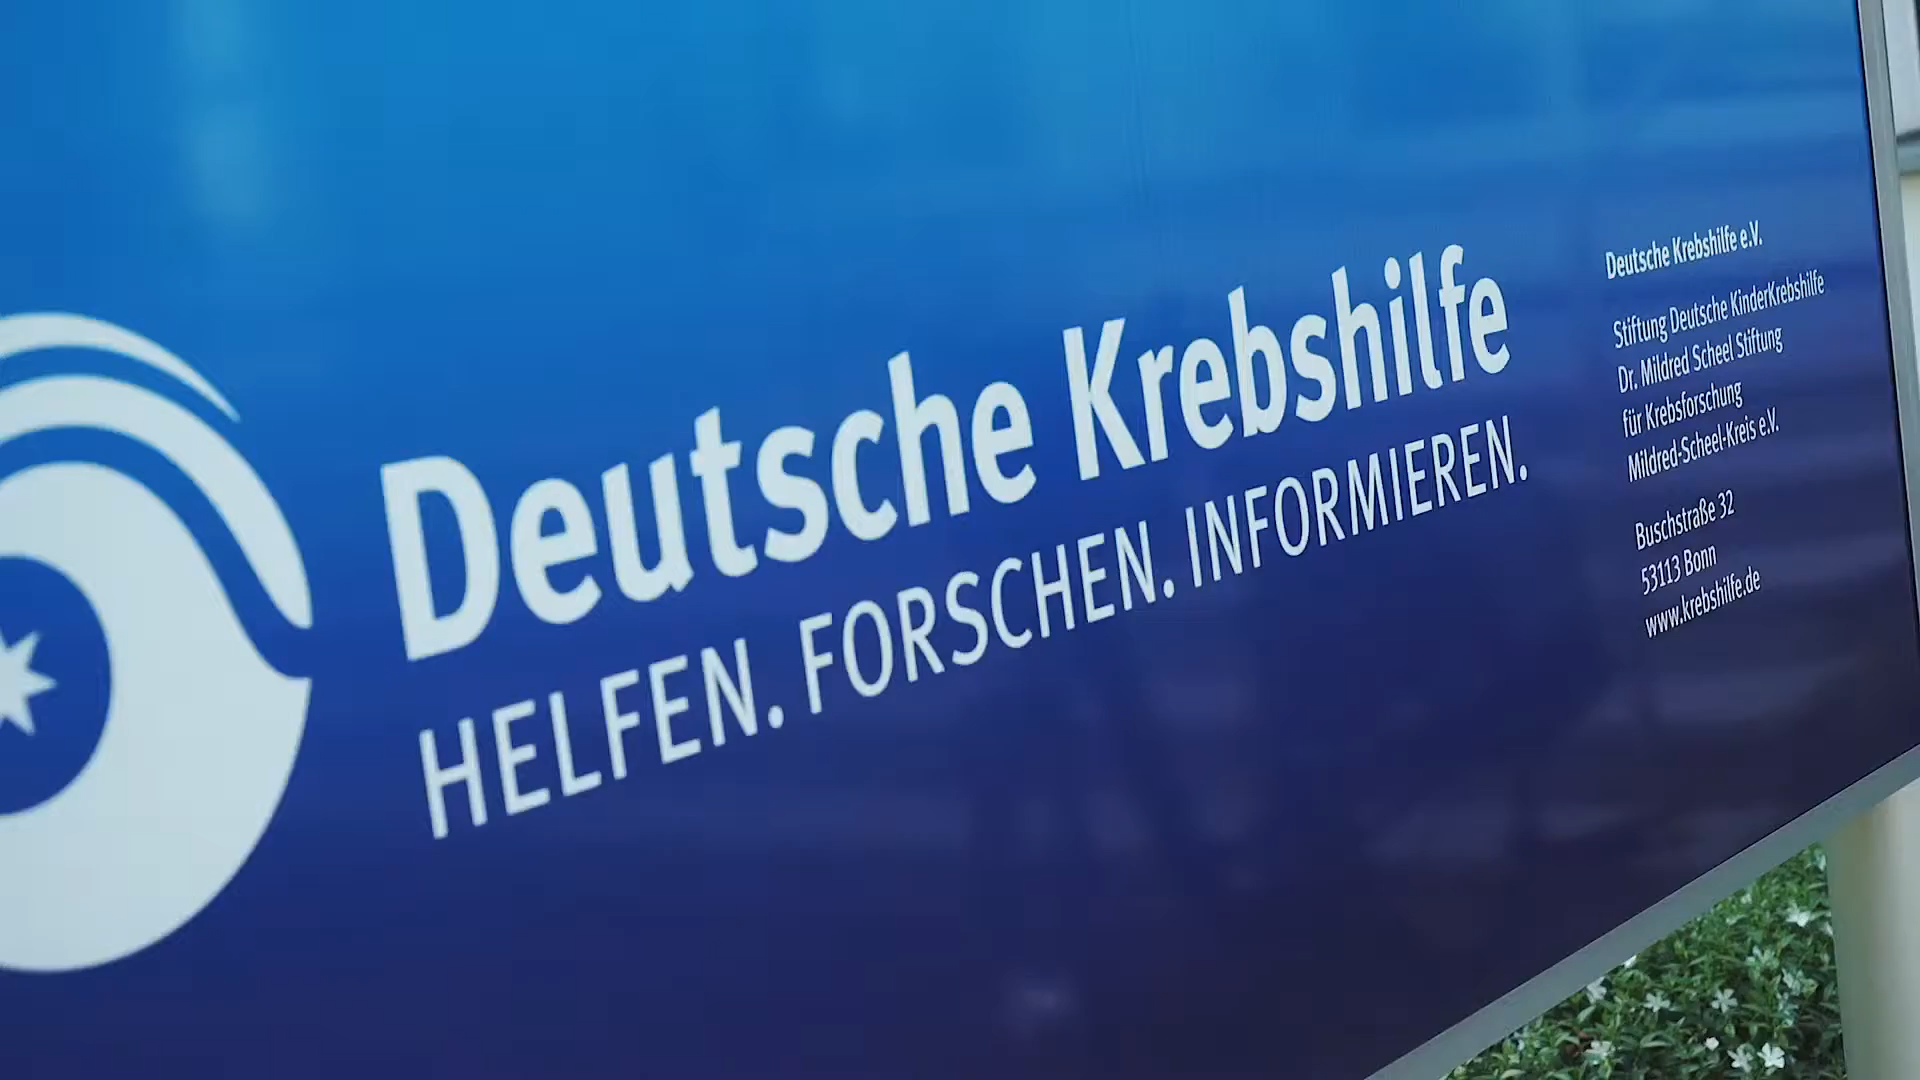 Deutsche Krebshilfe
HELFEN. FORSCHEN. INFORMIEREN.
Deutsche Krebshilfe e.V.
Stiftung Deutsche KinderKrebshilfe
Dr. Mildred Scheel Stiftung
für Krebsforschung
Mildred-Scheel-Kreis e.V.
Buschstraße 32
53113 Bonn
www.krebshilfe.de